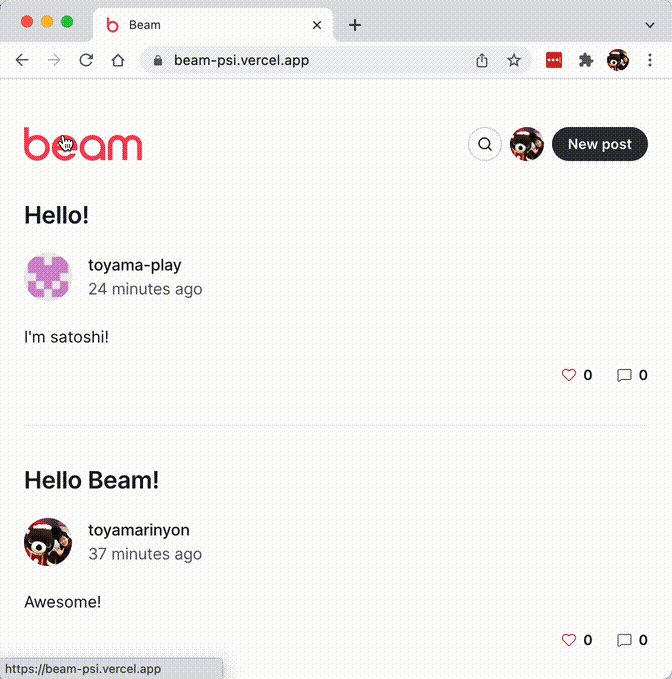 Beam
beam-psi.vercel.app
beam
New post
Hello!
toyama-play
24 minutes ago
I'm satoshi!
0 0
Hello Beam!
toyamarinyon
37 minutes ago
Awesome!
0 0
https://beam-psi.vercel.app